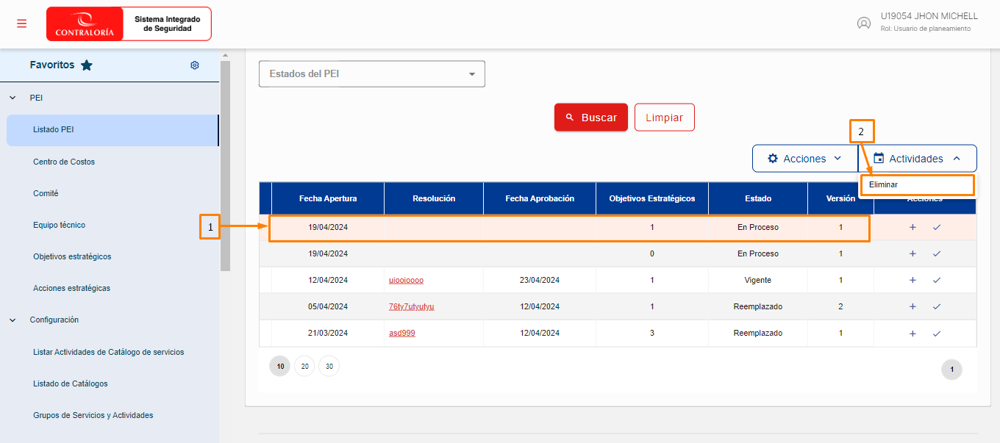 CONTRALORÍA
Sistema Integrado
de Seguridad
U19054 JHON MICHELL
Rol: Usuario de planeamiento
Favoritos
PEI
Listado PEI
Centro de Costos
Comité
Equipo técnico
Objetivos estratégicos
Acciones estratégicas
Configuración
Listar Actividades de Catálogo de servicios
Listado de Catálogos
Grupos de Servicios y Actividades
Estados del PEI
Buscar
Limpiar
2
Acciones
Actividades
Eliminar
Fecha Apertura Resolución Fecha Aprobación Objetivos Estratégicos Estado Versión Acciones
1
19/04/2024 1 En Proceso 1
19/04/2024 0 En Proceso 1
12/04/2024 uiooioooo 23/04/2024 1 Vigente 1
05/04/2024 76ty7utyutyu 12/04/2024 1 Reemplazado 2
21/03/2024 asd999 12/04/2024 3 Reemplazado 1
10 20 30
1